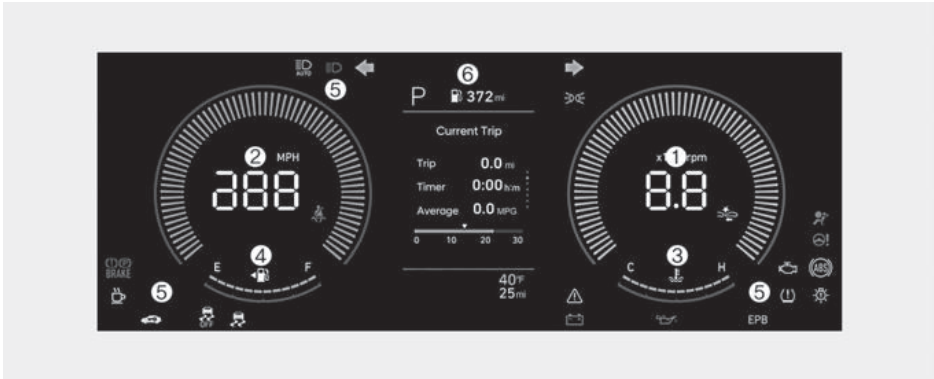 AUTO
5
6
P 372 mi
Current Trip
Trip 0.0 mi
Timer 0:00 h:m
Average 0.0 MPG
0 10 20 30
40°F
25 mi
2 MPH
288
4
E F
BRAKE
5
OFF
1
rpm
8.8
3
C H
ABS
5
EPB